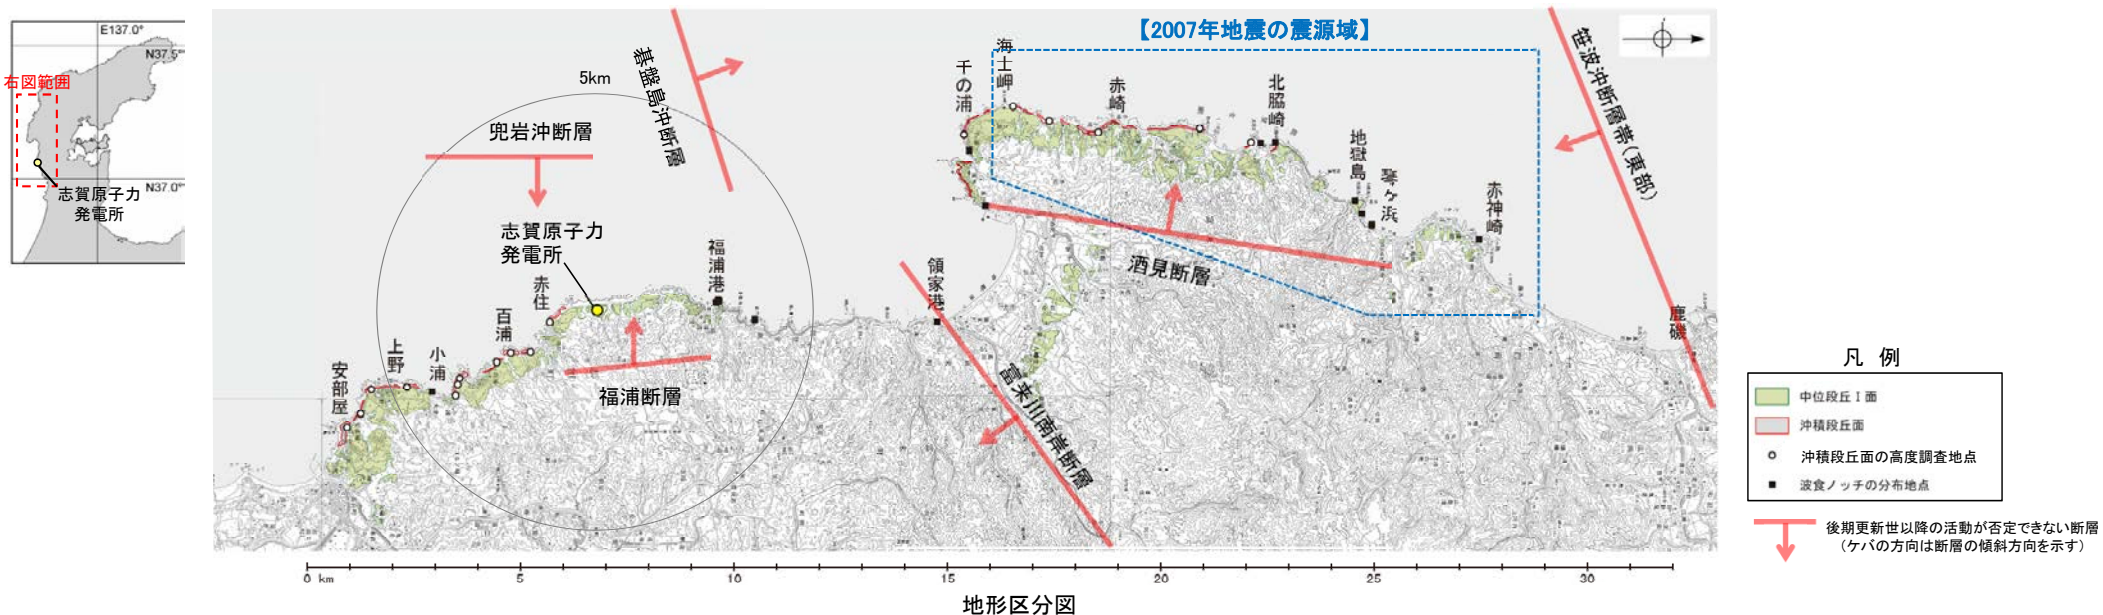 E137.0°
N37.5°
右図範囲
N37.0°
志賀原子力
発電所
【2007年地震の震源域】
5km
兜岩沖断層
碁盤島沖断層
笹波沖断層帯(東部)
志賀原子力
発電所
安部屋
上野
小浦
百浦
赤住
福浦港
福浦断層
領家港
富来川南岸断層
千の浦
海士岬
赤崎
北脇崎
地獄島
琴ヶ浜
赤神崎
鹿磯
酒見断層
0 km
5
10
15
20
25
30
地形区分図
凡 例
中位段丘Ⅰ面
沖積段丘面
沖積段丘面の高度調査地点
波食ノッチの分布地点
後期更新世以降の活動が否定できない断層
(ケバの方向は断層の傾斜方向を示す)